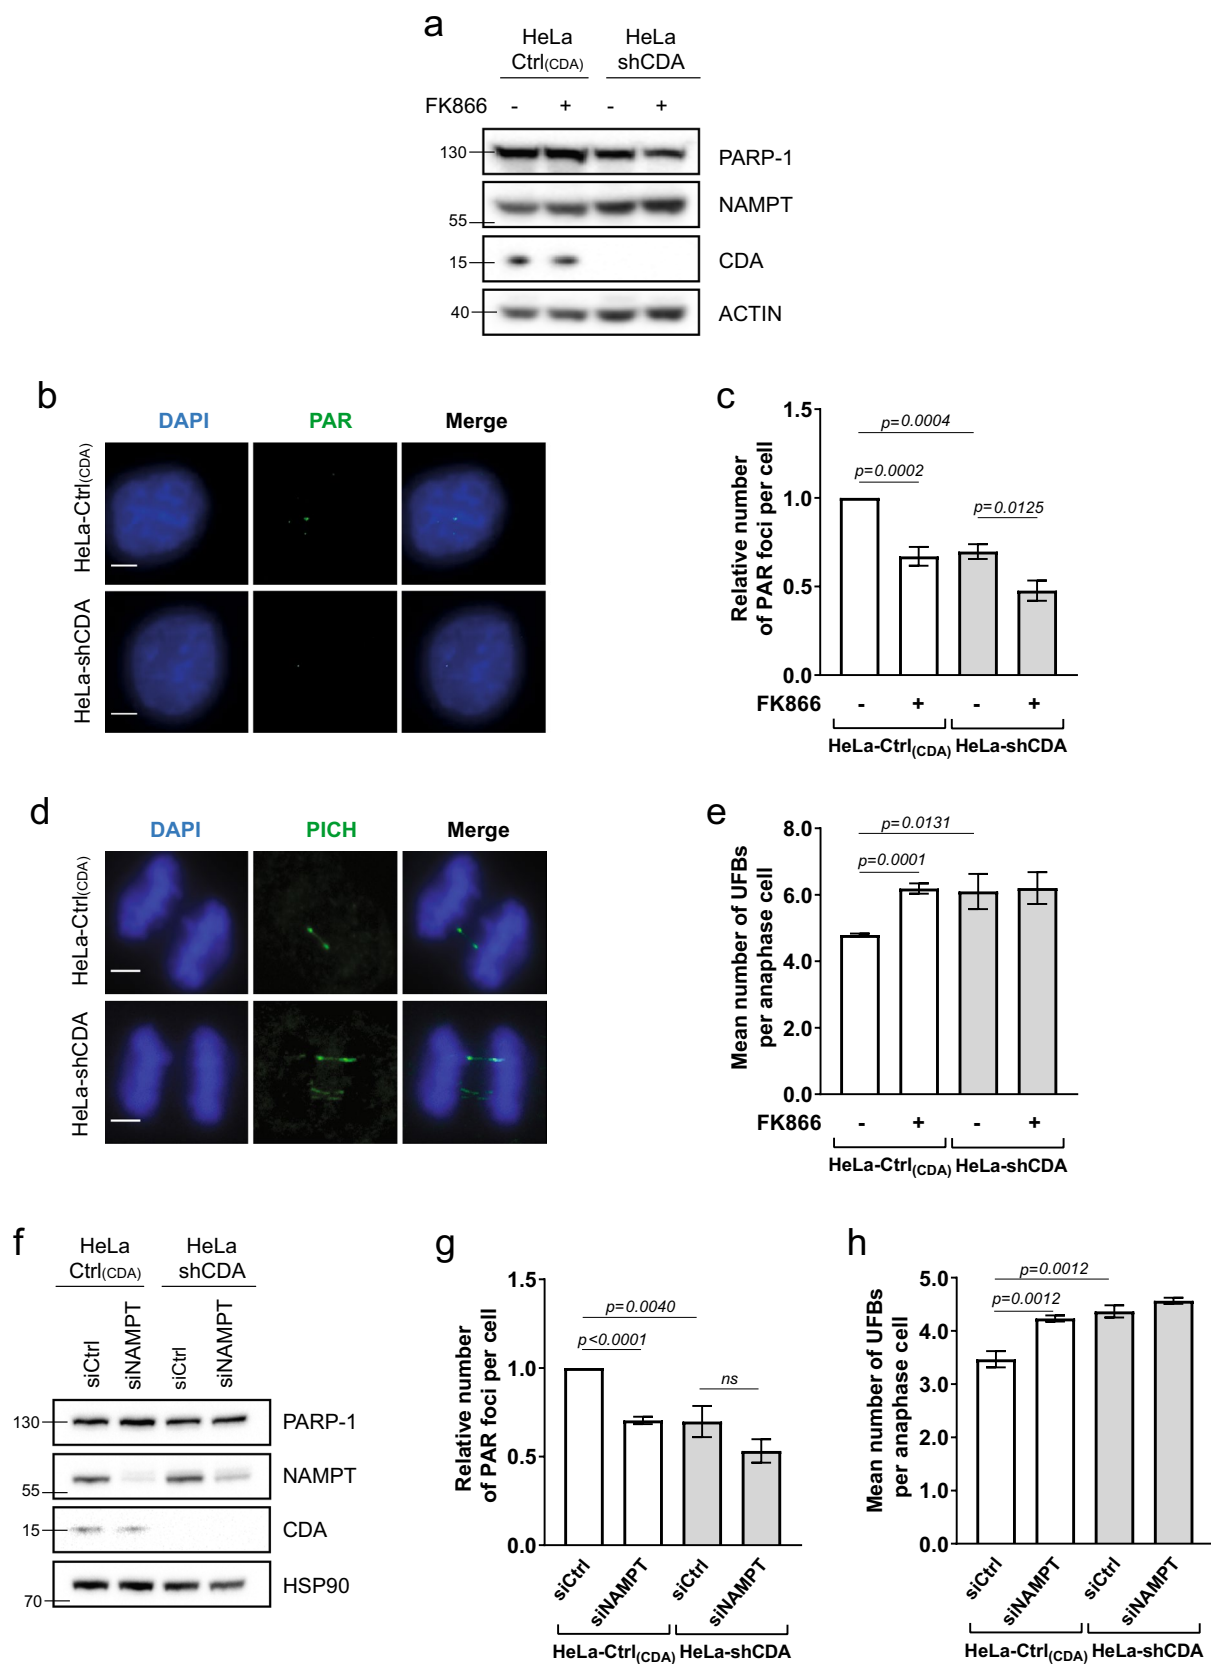 a
HeLa HeLa
Ctrl(CDA) shCDA
FK866 - + - +
130 PARP-1
NAMPT
55
15 CDA
40 ACTIN
b
DAPI PAR Merge
HeLa-Ctrl(CDA)
HeLa-shCDA
c
Relative number
of PAR foci per cell
1.5
1.0
0.5
0.0
p=0.0004
p=0.0002
p=0.0125
FK866 - + - +
HeLa-Ctrl(CDA) HeLa-shCDA
d
DAPI PICH Merge
HeLa-Ctrl(CDA)
HeLa-shCDA
e
Mean number of UFBs
per anaphase cell
8.0
6.0
4.0
2.0
0.0
p=0.0131
p=0.0001
FK866 - + - +
HeLa-Ctrl(CDA) HeLa-shCDA
f
HeLa HeLa
Ctrl(CDA) shCDA
siCtrl siNAMPT siCtrl siNAMPT
130 PARP-1
NAMPT
55
15 CDA
HSP90
70
g
Relative number
of PAR foci per cell
1.5
1.0
0.5
0.0
p=0.0040
p<0.0001
ns
siCtrl siNAMPT siCtrl siNAMPT
HeLa-Ctrl(CDA) HeLa-shCDA
h
Mean number of UFBs
per anaphase cell
5.0
4.0
3.0
2.0
1.0
0.0
p=0.0012
p=0.0012
siCtrl siNAMPT siCtrl siNAMPT
HeLa-Ctrl(CDA) HeLa-shCDA